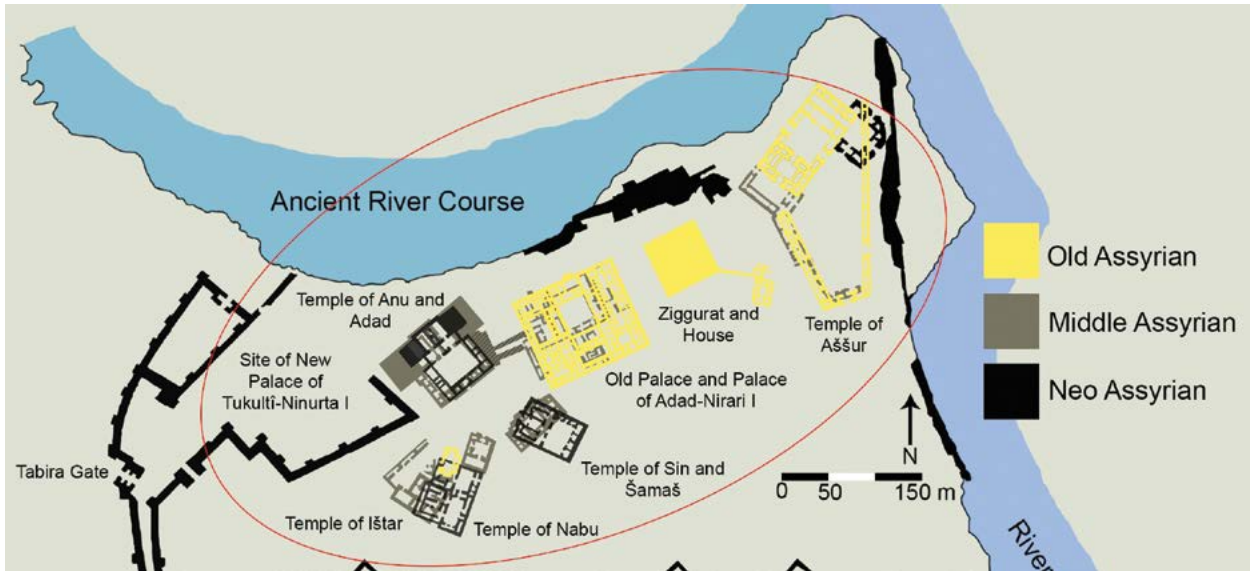 Ancient River Course
Temple of Anu and
Adad
Site of New
Palace of
Tukultî-Ninurta I
Tabira Gate
Temple of Ištar
Temple of Nabu
Temple of Sin and
Šamaš
Old Palace and Palace
of Adad-Nirari I
Ziggurat and
House
Temple of
Aššur
Old Assyrian
Middle Assyrian
Neo Assyrian
N
0 50 150 m
River